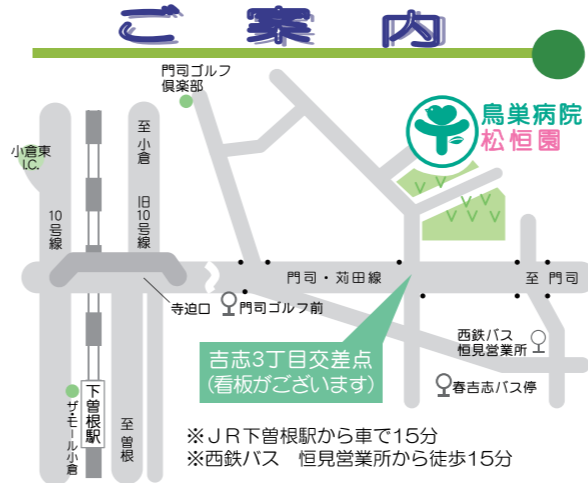 ご案内
門司ゴルフ
倶楽部
鳥巣病院
松恒園
小倉東
I.C.
至小倉
10号線
旧10号線
門司・苅田線
至 門司
寺迫口
門司ゴルフ前
吉志3丁目交差点
(看板がございます)
西鉄バス
恒見営業所
春吉志バス停
下曽根駅
ザ・モール小倉
至曽根
※JR下曽根駅から車で15分
※西鉄バス 恒見営業所から徒歩15分